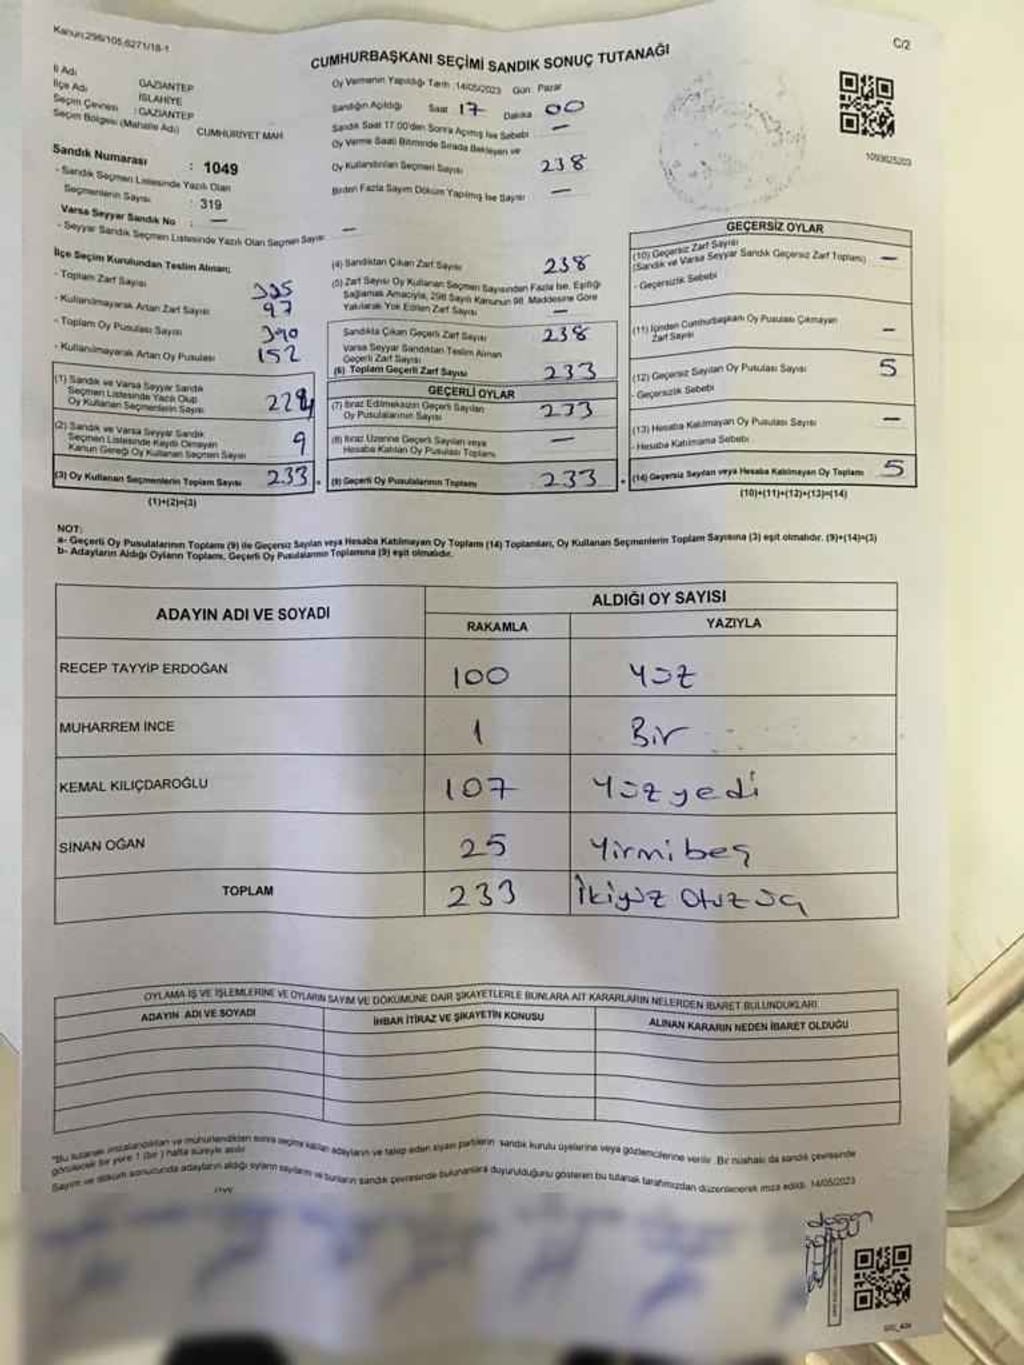 Kanun:298/105,6271/18-1
C/2
CUMHURBAŞKANI SEÇİMİ SANDIK SONUÇ TUTANAĞI
İl Adı GAZİANTEP
İlçe Adı İSLAHİYE
Seçim Çevresi : GAZİANTEP
Seçim Bölgesi (Mahalle Adı) CUMHURİYET MAH
Sandık Numarası : 1049
- Sandık Seçmen Listesinde Yazılı Olan
Seçmenlerin Sayısı : 319
Varsa Seyyar Sandık No : —
- Seyyar Sandık Seçmen Listesinde Yazılı Olan Seçmen Sayısı —
Oy Vermenin Yapıldığı Tarih :14/05/2023 Gün: Pazar
Sandığın Açıldığı Saat 17 Dakika 00
Sandık Saat 17.00'den Sonra Açılmış İse Sebebi —
Oy Verme Saati Bitiminde Sırada Bekleyen ve
Oy Kullandırılan Seçmen Sayısı 238
Birden Fazla Sayım Döküm Yapılmış İse Sayısı —
1093625203
İlçe Seçim Kurulundan Teslim Alınan;
- Toplam Zarf Sayısı 335
- Kullanılmayarak Artan Zarf Sayısı 97
- Toplam Oy Pusulası Sayısı 390
- Kullanılmayarak Artan Oy Pusulası 152
(1) Sandık ve Varsa Seyyar Sandık
Seçmen Listesinde Yazılı Olup
Oy Kullanan Seçmenlerin Sayısı 224
(2) Sandık ve Varsa Seyyar Sandık
Seçmen Listesinde Kaydı Olmayan
Kanun Gereği Oy Kullanan Seçmen Sayısı 9
(3) Oy Kullanan Seçmenlerin Toplam Sayısı 233
(1)+(2)=(3)
(4) Sandıktan Çıkan Zarf Sayısı 238
(5) Zarf Sayısı Oy Kullanan Seçmen Sayısından Fazla İse, Eşitliği
Sağlamak Amacıyla, 298 Sayılı Kanunun 98. Maddesine Göre
Yakılarak Yok Edilen Zarf Sayısı —
Sandıkta Çıkan Geçerli Zarf Sayısı 238
Varsa Seyyar Sandıktan Teslim Alınan
Geçerli Zarf Sayısı
(6) Toplam Geçerli Zarf Sayısı 233
GEÇERLİ OYLAR
(7) İtiraz Edilmeksizin Geçerli Sayılan
Oy Pusulalarının Sayısı 233
(8) İtiraz Üzerine Geçerli Sayılan veya
Hesaba Katılan Oy Pusulası Toplamı —
(9) Geçerli Oy Pusulalarının Toplamı 233
GEÇERSİZ OYLAR
(10) Geçersiz Zarf Sayısı
(Sandık ve Varsa Seyyar Sandık Geçersiz Zarf Toplamı) —
- Geçersizlik Sebebi
(11) İçinden Cumhurbaşkanı Oy Pusulası Çıkmayan
Zarf Sayısı —
(12) Geçersiz Sayılan Oy Pusulası Sayısı 5
- Geçersizlik Sebebi
(13) Hesaba Katılmayan Oy Pusulası Sayısı —
- Hesaba Katılmama Sebebi
(14) Geçersiz Sayılan veya Hesaba Katılmayan Oy Toplamı 5
(10)+(11)+(12)+(13)=(14)
NOT:
a- Geçerli Oy Pusulalarının Toplamı (9) ile Geçersiz Sayılan veya Hesaba Katılmayan Oy Toplamı (14) Toplamları, Oy Kullanan Seçmenlerin Toplam Sayısına (3) eşit olmalıdır. (9)+(14)=(3)
b- Adayların Aldığı Oyların Toplamı, Geçerli Oy Pusulalarının Toplamına (9) eşit olmalıdır.
ADAYIN ADI VE SOYADI
ALDIĞI OY SAYISI
RAKAMLA YAZIYLA
RECEP TAYYİP ERDOĞAN 100 Yüz
MUHARREM İNCE 1 Bir
KEMAL KILIÇDAROĞLU 107 Yüz yedi
SİNAN OĞAN 25 Yirmi beş
TOPLAM 233 İkiyüz Otuz üç
OYLAMA İŞ VE İŞLEMLERİNE VE OYLARIN SAYIM VE DÖKÜMÜNE DAİR ŞİKAYETLERLE BUNLARA AİT KARARLARIN NELERDEN İBARET BULUNDUKLARI
ADAYIN ADI VE SOYADI
İHBAR İTİRAZ VE ŞİKAYETİN KONUSU
ALINAN KARARIN NEDEN İBARET OLDUĞU
"Bu tutanak imzalandıktan ve mühürlendikten sonra seçime katılan adayların ve talep eden siyasi partilerin sandık kurulu üyelerine veya gözlemcilerine verilir. Bir nüshası da sandık çevresinde
görülecek bir yere 1 (bir) hafta süreyle asılır
Sayım ve döküm sonucunda adayların aldığı oyların sayıların ve bunların sandık çevresinde bulunanlara duyurulduğunu gösteren bu tutanak tarafımızdan düzenlenerek imza edildi. 14/05/2023